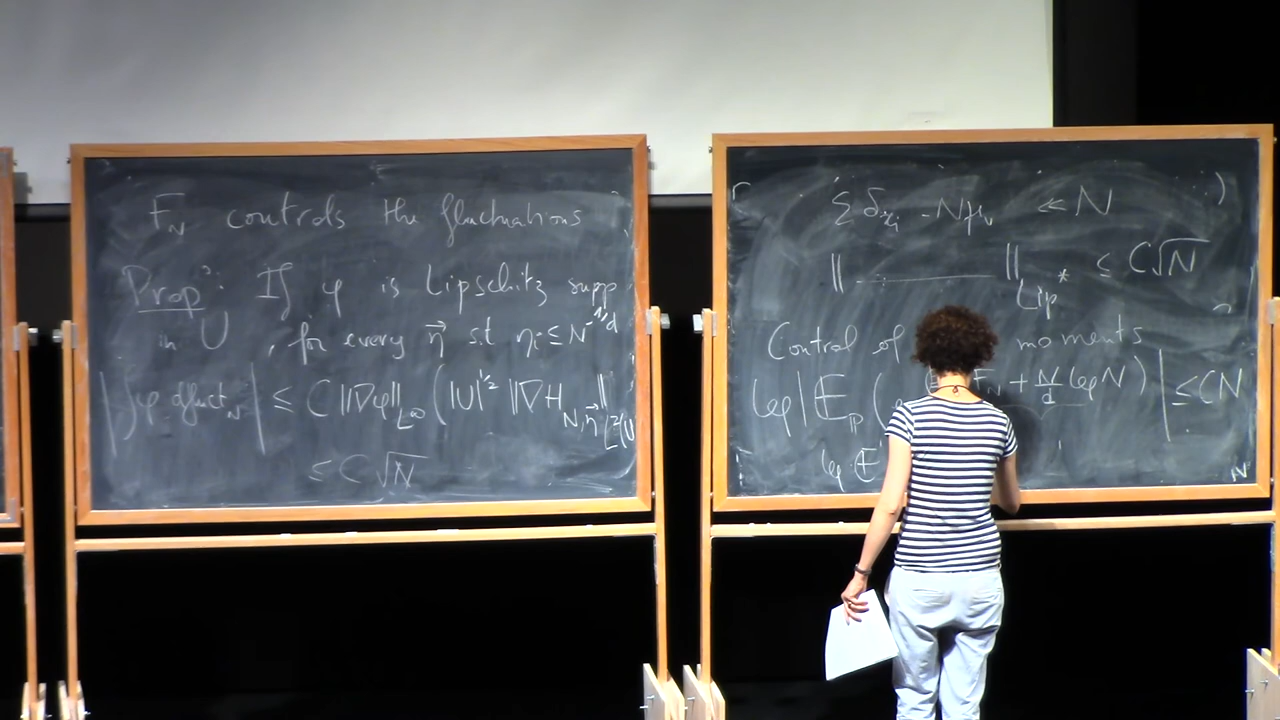 F_N controls the fluctuations
Prop: If φ is Lipschitz supp
in U, for every η⃗ s.t η_i ≤ N^{-1/d}
|∫φ dfluct_N| ≤ C ||∇φ||_{L^∞} (|U|^{1/2} ||∇H_{N,η⃗}||_{L^2(U
≤ C√N
Σ δ_{x_i} - Nμ_V ≪ N
|| ——— ||_{Lip*} ≤ C√N
Control of moments
|log E_P ( F_N + N/d log N)| ≤ CN
log E